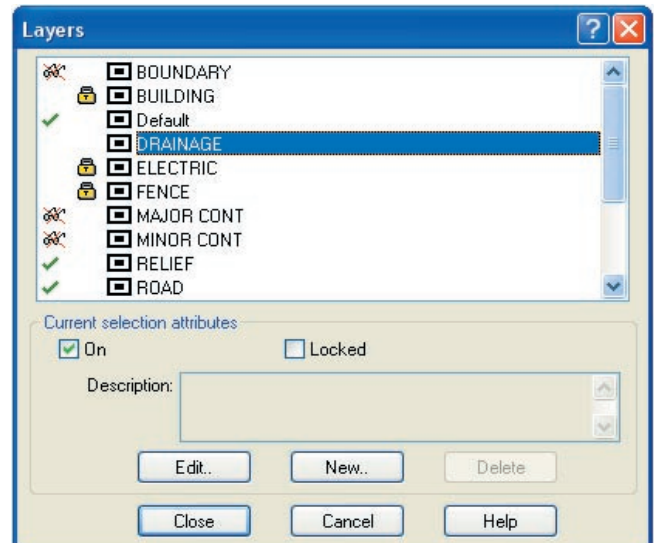 Layers
BOUNDARY
BUILDING
Default
DRAINAGE
ELECTRIC
FENCE
MAJOR CONT
MINOR CONT
RELIEF
ROAD
Current selection attributes
On Locked
Description:
Edit.. New.. Delete
Close Cancel Help